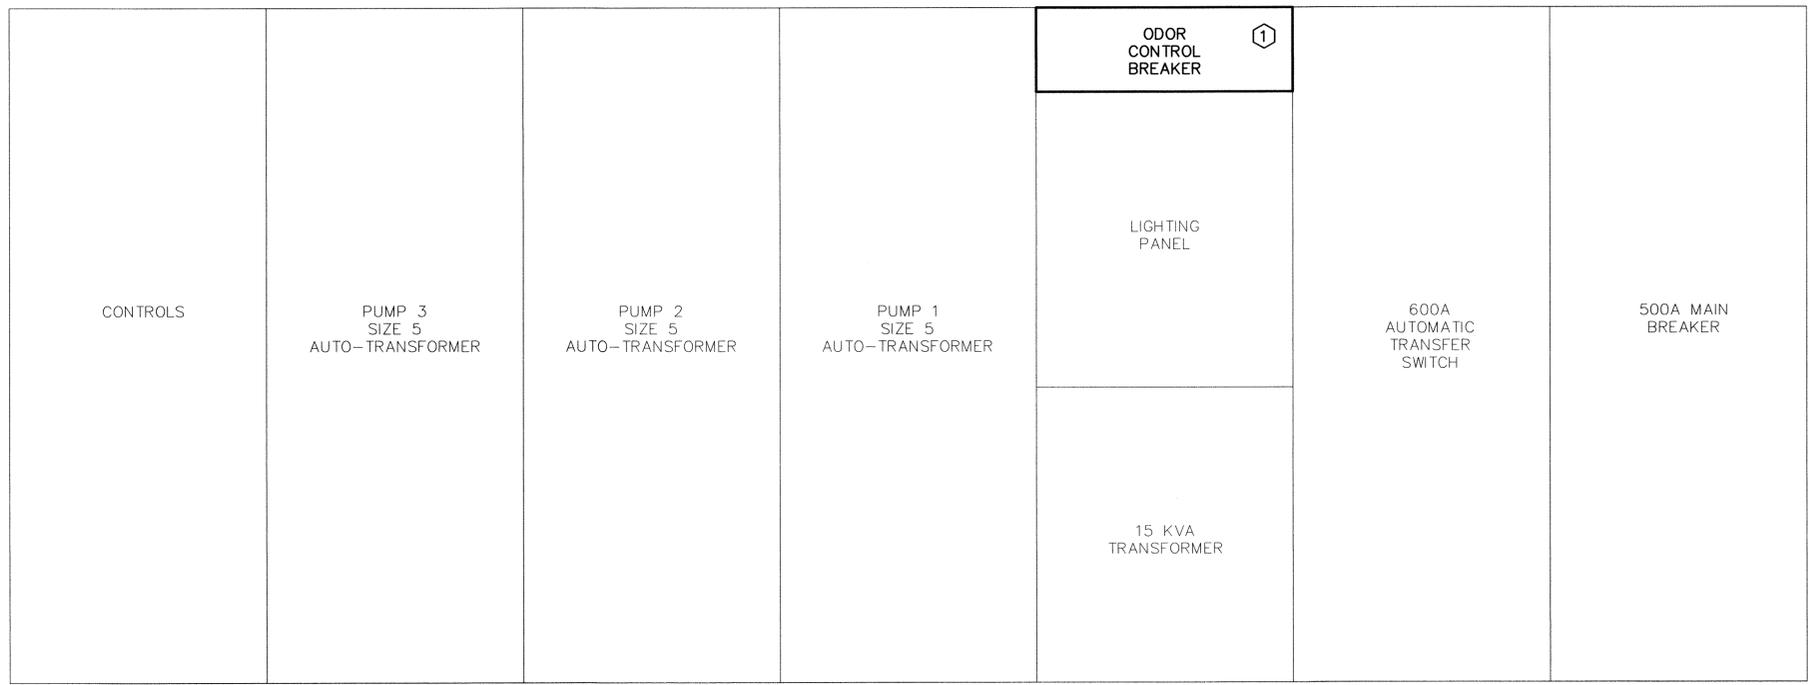 CONTROLS
PUMP 3
SIZE 5
AUTO-TRANSFORMER
PUMP 2
SIZE 5
AUTO-TRANSFORMER
PUMP 1
SIZE 5
AUTO-TRANSFORMER
ODOR
CONTROL
BREAKER
1
LIGHTING
PANEL
15 KVA
TRANSFORMER
600A
AUTOMATIC
TRANSFER
SWITCH
500A MAIN
BREAKER